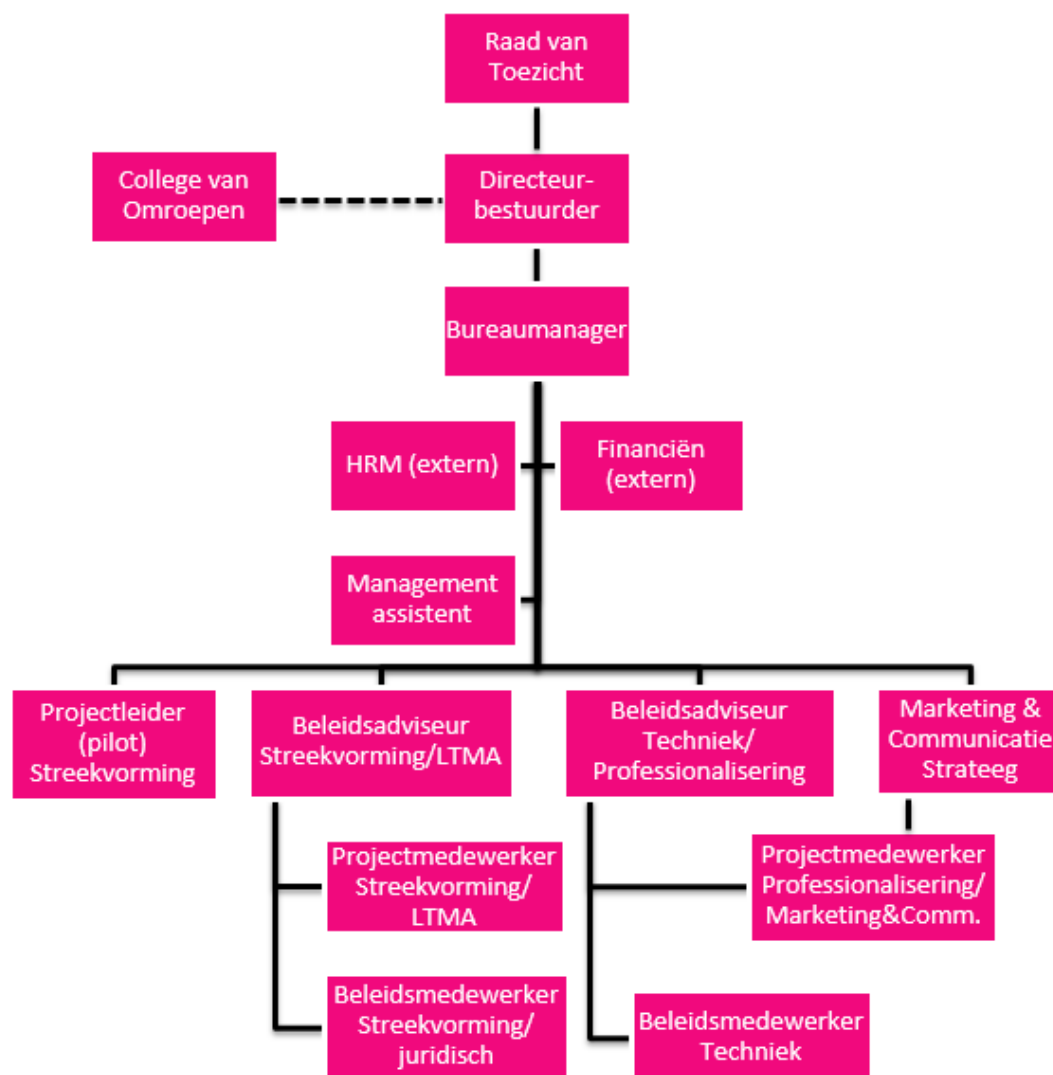 Raad van
Toezicht
College van
Omroepen
Directeur-
bestuurder
Bureaumanager
HRM (extern)
Financiën
(extern)
Management
assistent
Projectleider
(pilot)
Streekvorming
Beleidsadviseur
Streekvorming/LTMA
Beleidsadviseur
Techniek/
Professionalisering
Marketing &
Communicatie
Strateeg
Projectmedewerker
Streekvorming/
LTMA
Projectmedewerker
Professionalisering/
Marketing&Comm.
Beleidsmedewerker
Streekvorming/
juridisch
Beleidsmedewerker
Techniek